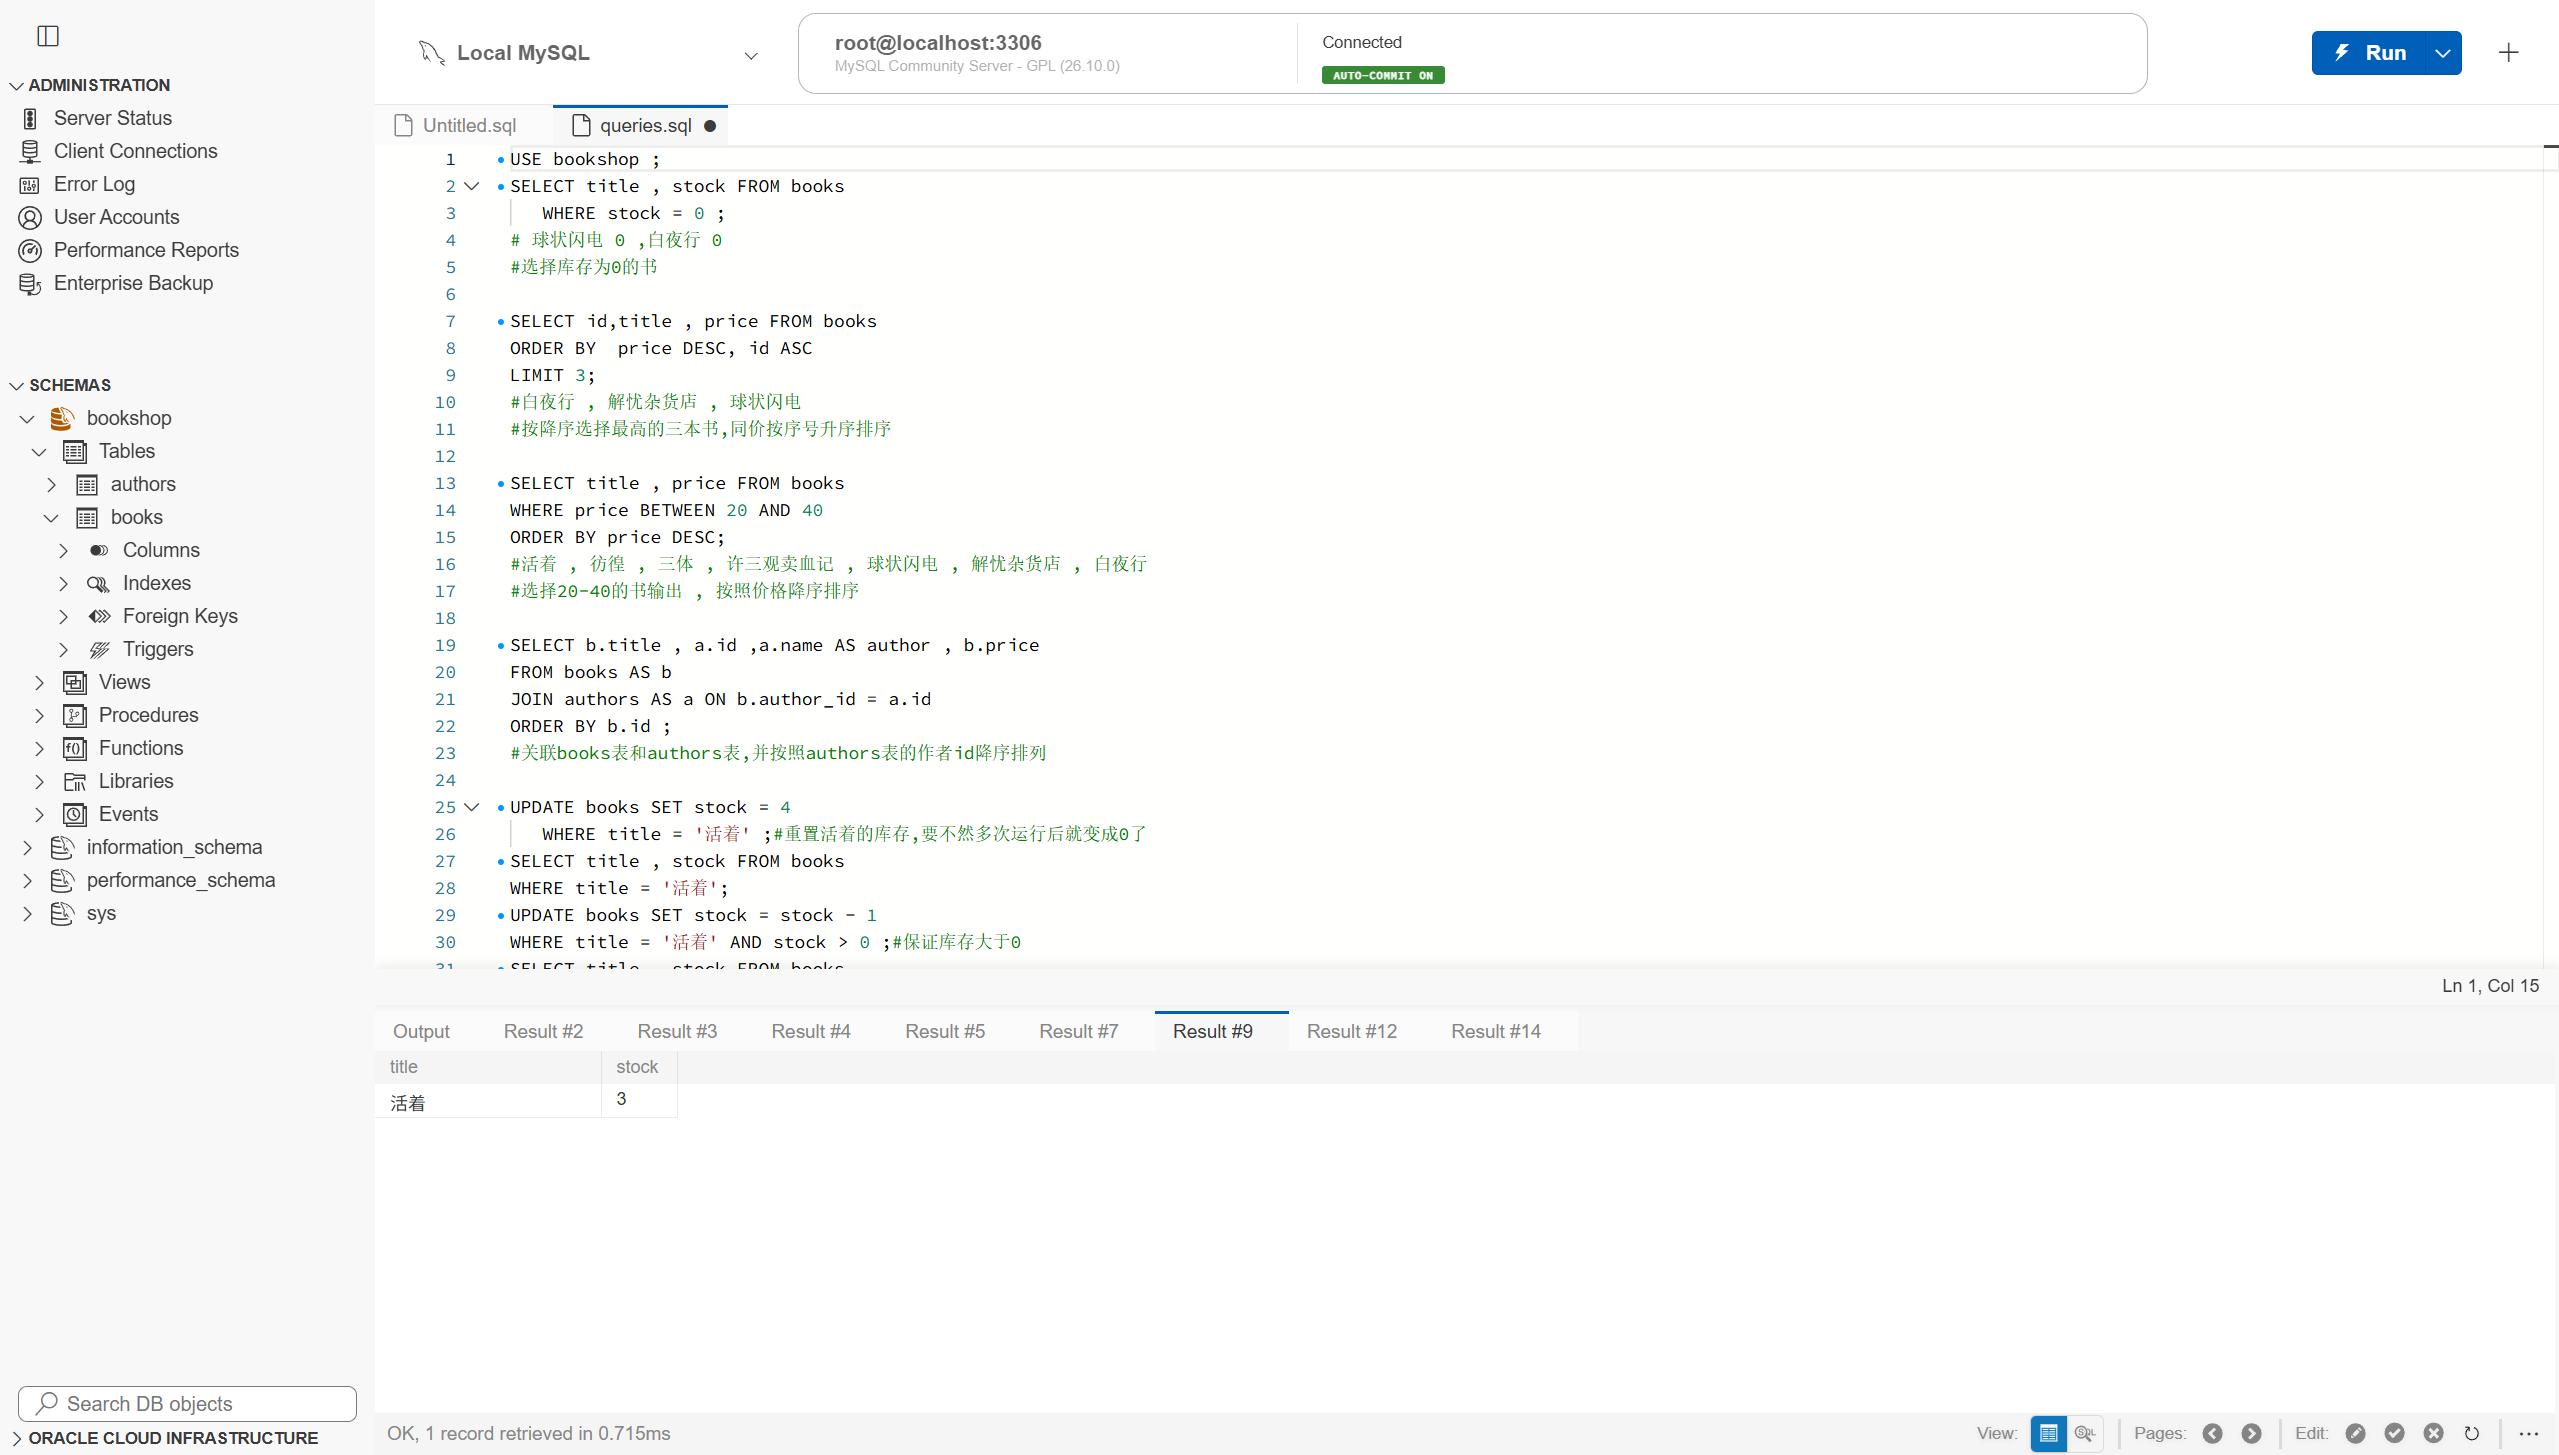 ADMINISTRATION
Server Status
Client Connections
Error Log
User Accounts
Performance Reports
Enterprise Backup
SCHEMAS
bookshop
Tables
authors
books
Columns
Indexes
Foreign Keys
Triggers
Views
Procedures
Functions
Libraries
Events
information_schema
performance_schema
sys
Search DB objects
ORACLE CLOUD INFRASTRUCTURE
Local MySQL
root@localhost:3306
MySQL Community Server - GPL (26.10.0)
Connected
AUTO-COMMIT ON
Run
Untitled.sql
queries.sql
1 USE bookshop ;
2 SELECT title , stock FROM books
3 WHERE stock = 0 ;
4 # 球状闪电 0 ,白夜行 0
5 #选择库存为0的书
6
7 SELECT id,title , price FROM books
8 ORDER BY  price DESC, id ASC
9 LIMIT 3;
10 #白夜行 , 解忧杂货店 , 球状闪电
11 #按降序选择最高的三本书,同价按序号升序排序
12
13 SELECT title , price FROM books
14 WHERE price BETWEEN 20 AND 40
15 ORDER BY price DESC;
16 #活着 , 彷徨 , 三体 , 许三观卖血记 , 球状闪电 , 解忧杂货店 , 白夜行
17 #选择20-40的书输出 , 按照价格降序排序
18
19 SELECT b.title , a.id ,a.name AS author , b.price
20 FROM books AS b
21 JOIN authors AS a ON b.author_id = a.id
22 ORDER BY b.id ;
23 #关联books表和authors表,并按照authors表的作者id降序排列
24
25 UPDATE books SET stock = 4
26 WHERE title = '活着' ;#重置活着的库存,要不然多次运行后就变成0了
27 SELECT title , stock FROM books
28 WHERE title = '活着';
29 UPDATE books SET stock = stock - 1
30 WHERE title = '活着' AND stock > 0 ;#保证库存大于0
31 SELECT title , stock FROM books
Ln 1, Col 15
Output Result #2 Result #3 Result #4 Result #5 Result #7 Result #9 Result #12 Result #14
title stock
活着 3
OK, 1 record retrieved in 0.715ms
View: SQL Pages: Edit: